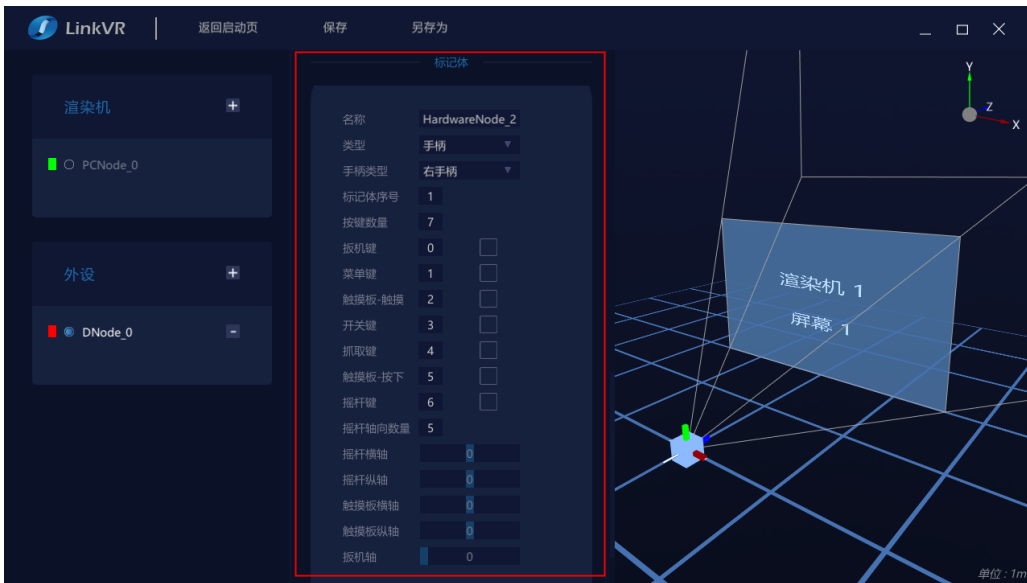 LinkVR 返回启动页 保存 另存为
渲染机 +
PCNode_0
外设 +
DNode_0 -
标记体
名称 HardwareNode_2
类型 手柄
手柄类型 右手柄
标记体序号 1
按键数量 7
扳机键 0
菜单键 1
触摸板-触摸 2
开关键 3
抓取键 4
触摸板-按下 5
摇杆键 6
摇杆轴向数量 5
摇杆横轴 0
摇杆纵轴 0
触摸板横轴 0
触摸板纵轴 0
扳机轴 0
Y
Z
X
渲染机 1
屏幕 1
单位 : 1m